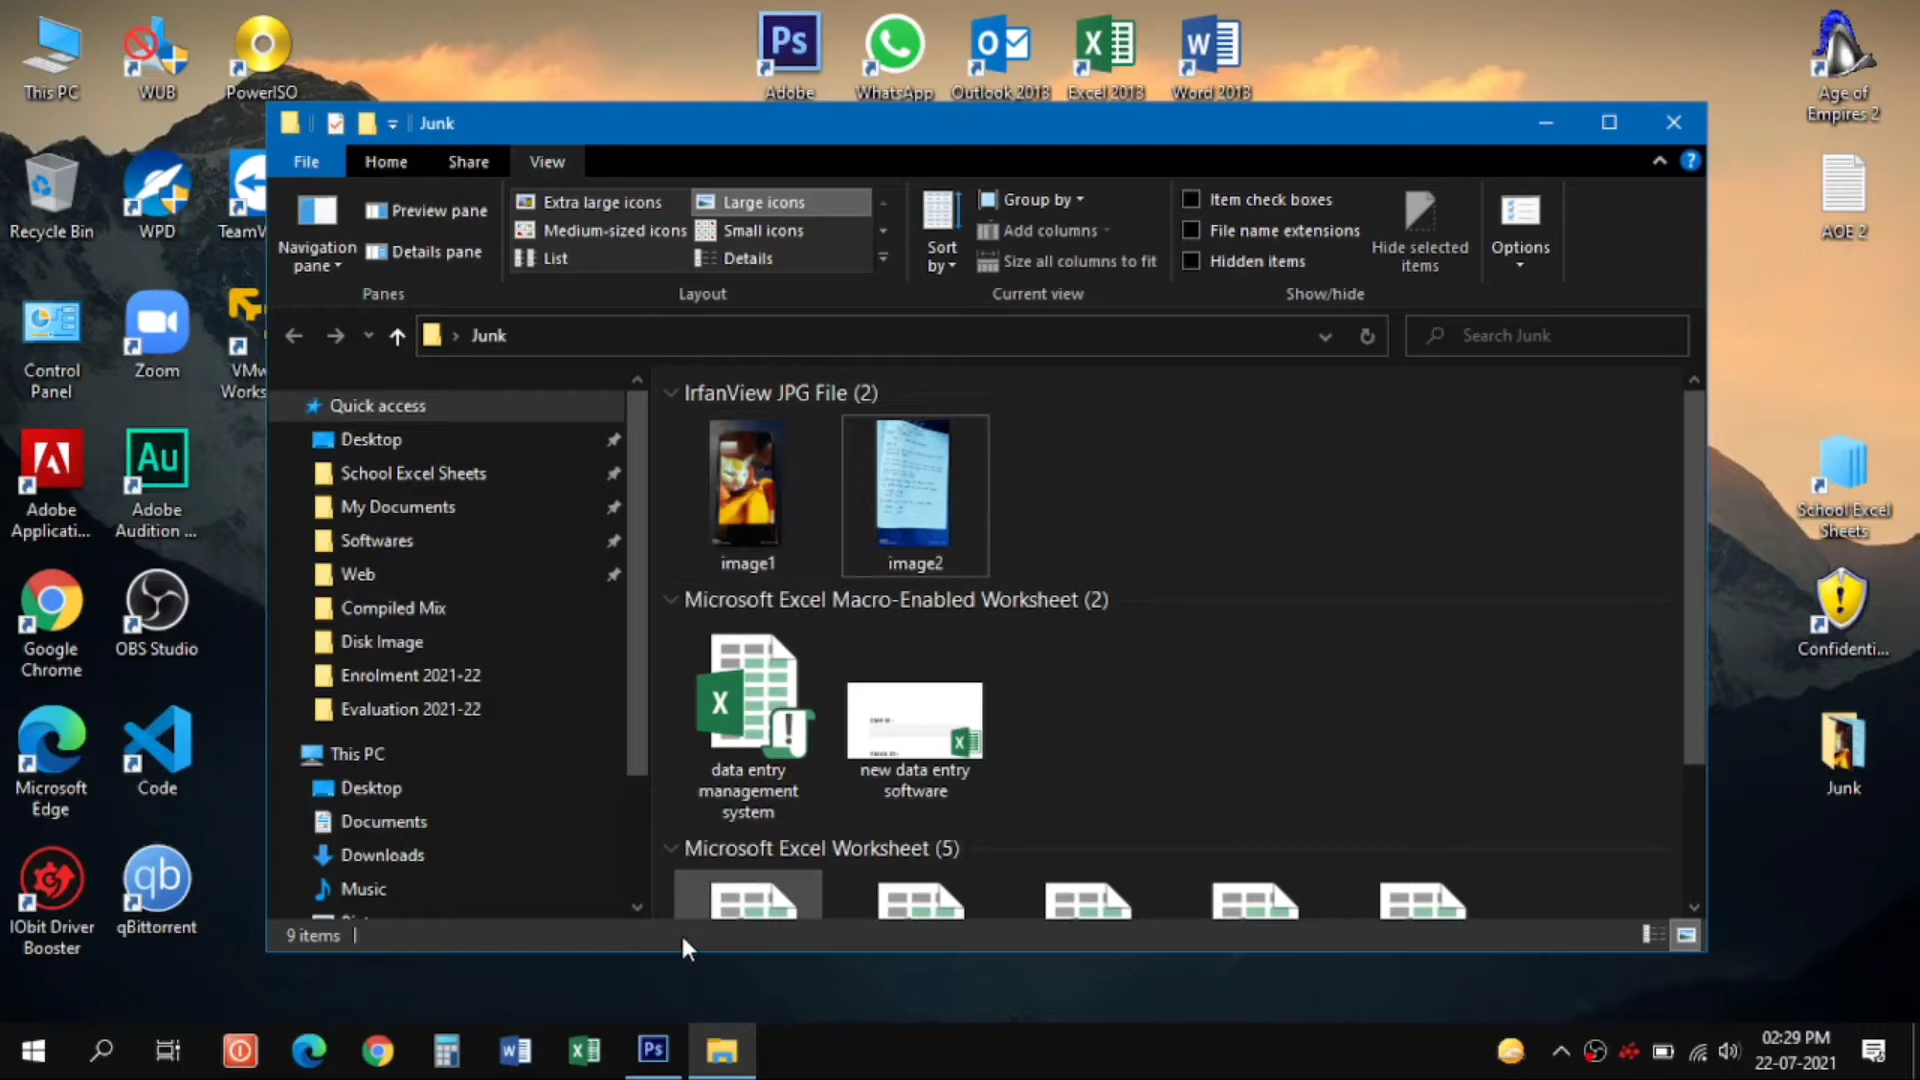 This PC
WUB
PowerISO
Adobe
WhatsApp
Outlook 2013
Excel 2013
Word 2013
Age of
Empires 2
Junk
File
Home
Share
View
Navigation
pane
Preview pane
Details pane
Panes
Extra large icons
Large icons
Medium-sized icons
Small icons
List
Details
Layout
Sort
by
Group by
Add columns
Size all columns to fit
Current view
Item check boxes
File name extensions
Hidden items
Hide selected
items
Show/hide
Options
Junk
Search Junk
Recycle Bin
WPD
TeamV
AOE 2
Control
Panel
Zoom
VMw
Works
Adobe
Applicati...
Adobe
Audition ...
Google
Chrome
OBS Studio
Microsoft
Edge
Code
IObit Driver
Booster
qBittorrent
Quick access
Desktop
School Excel Sheets
My Documents
Softwares
Web
Compiled Mix
Disk Image
Enrolment 2021-22
Evaluation 2021-22
This PC
Desktop
Documents
Downloads
Music
IrfanView JPG File (2)
image1
image2
Microsoft Excel Macro-Enabled Worksheet (2)
data entry
management
system
new data entry
software
Microsoft Excel Worksheet (5)
9 items
School Excel
Sheets
Confidenti...
Junk
02:29 PM
22-07-2021